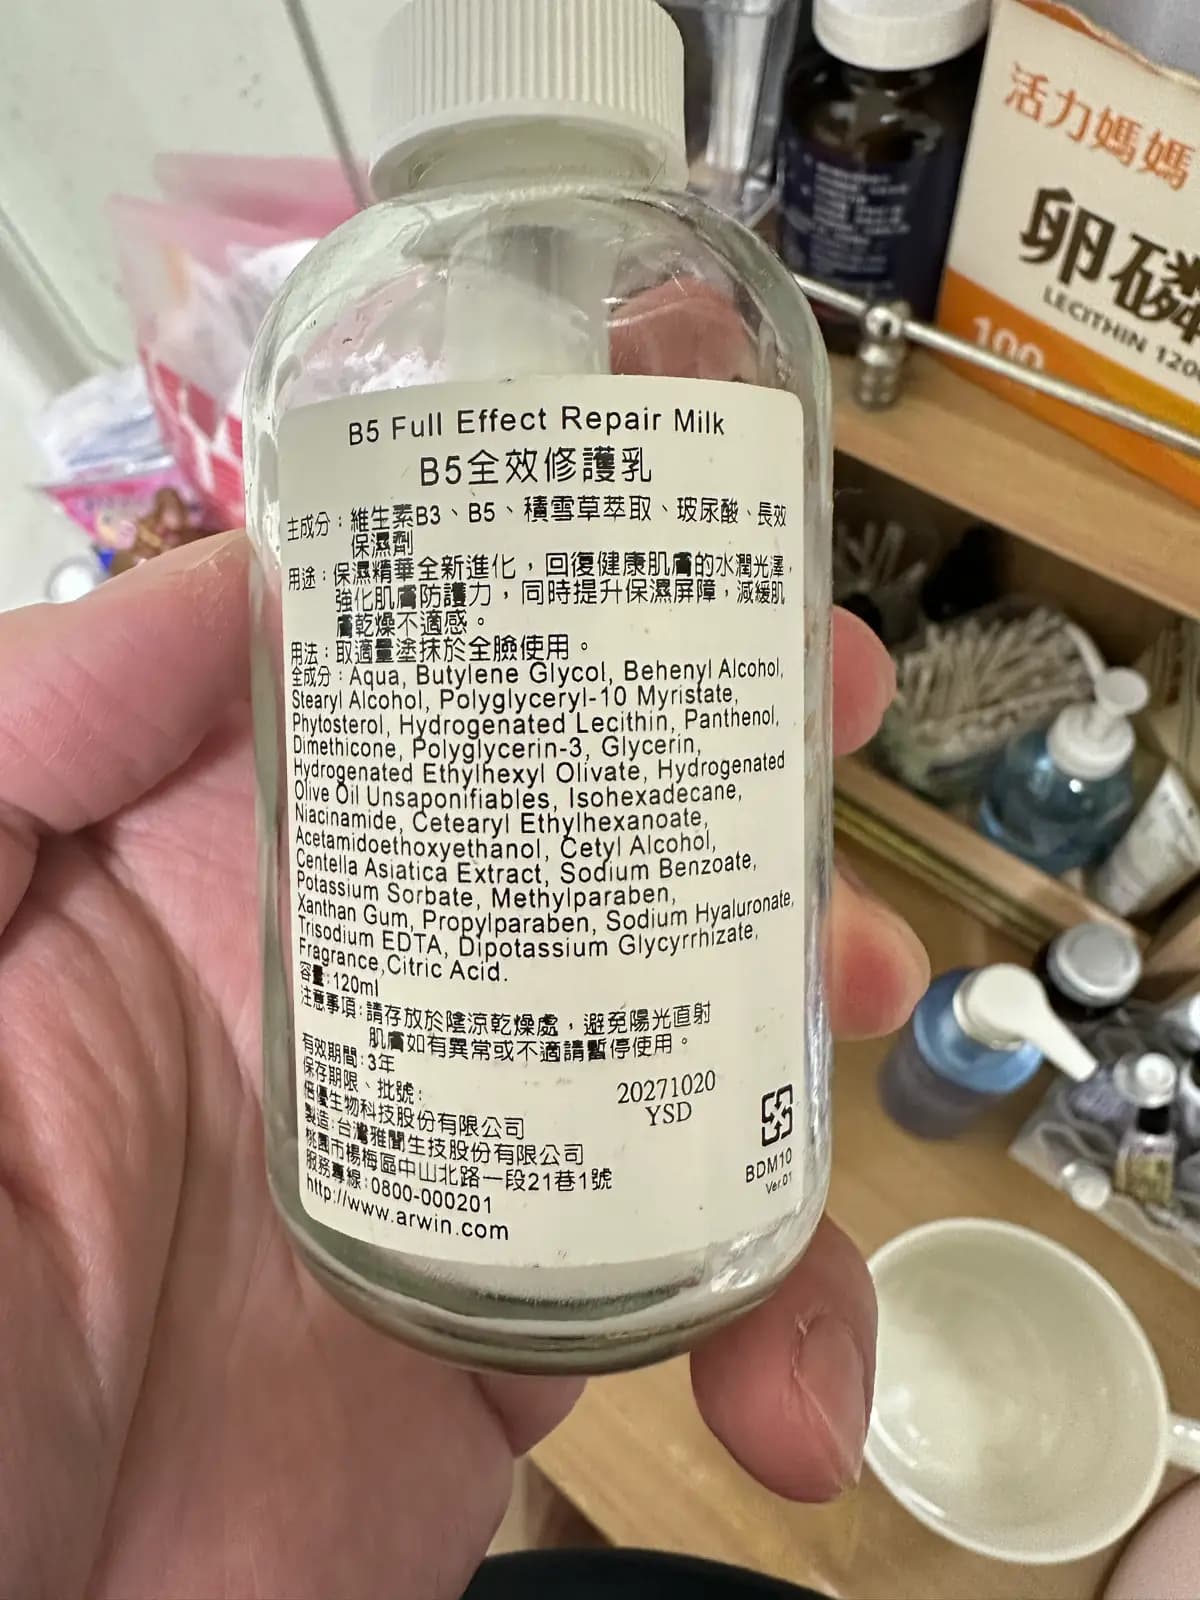 活力媽媽
卵磷
LECITHIN 120
100
B5 Full Effect Repair Milk
B5全效修護乳
主成分：維生素B3、B5、積雪草萃取、玻尿酸、長效
保濕劑
用途：保濕精華全新進化，回復健康肌膚的水潤光澤，
強化肌膚防護力，同時提升保濕屏障，減緩肌
膚乾燥不適感。
用法：取適量塗抹於全臉使用。
全成分：Aqua, Butylene Glycol, Behenyl Alcohol,
Stearyl Alcohol, Polyglyceryl-10 Myristate,
Phytosterol, Hydrogenated Lecithin, Panthenol,
Dimethicone, Polyglycerin-3, Glycerin,
Hydrogenated Ethylhexyl Olivate, Hydrogenated
Olive Oil Unsaponifiables, Isohexadecane,
Niacinamide, Cetearyl Ethylhexanoate,
Acetamidoethoxyethanol, Cetyl Alcohol,
Centella Asiatica Extract, Sodium Benzoate,
Potassium Sorbate, Methylparaben,
Xanthan Gum, Propylparaben, Sodium Hyaluronate,
Trisodium EDTA, Dipotassium Glycyrrhizate,
Fragrance,Citric Acid.
容量:120ml
注意事項:請存放於陰涼乾燥處，避免陽光直射
肌膚如有異常或不適請暫停使用。
有效期間:3年
保存期限、批號:
20271020
YSD
倍優生物科技股份有限公司
製造:台灣雅聞生技股份有限公司
桃園市楊梅區中山北路一段21巷1號
服務專線:0800-000201
http://www.arwin.com
BDM10
Ver.01